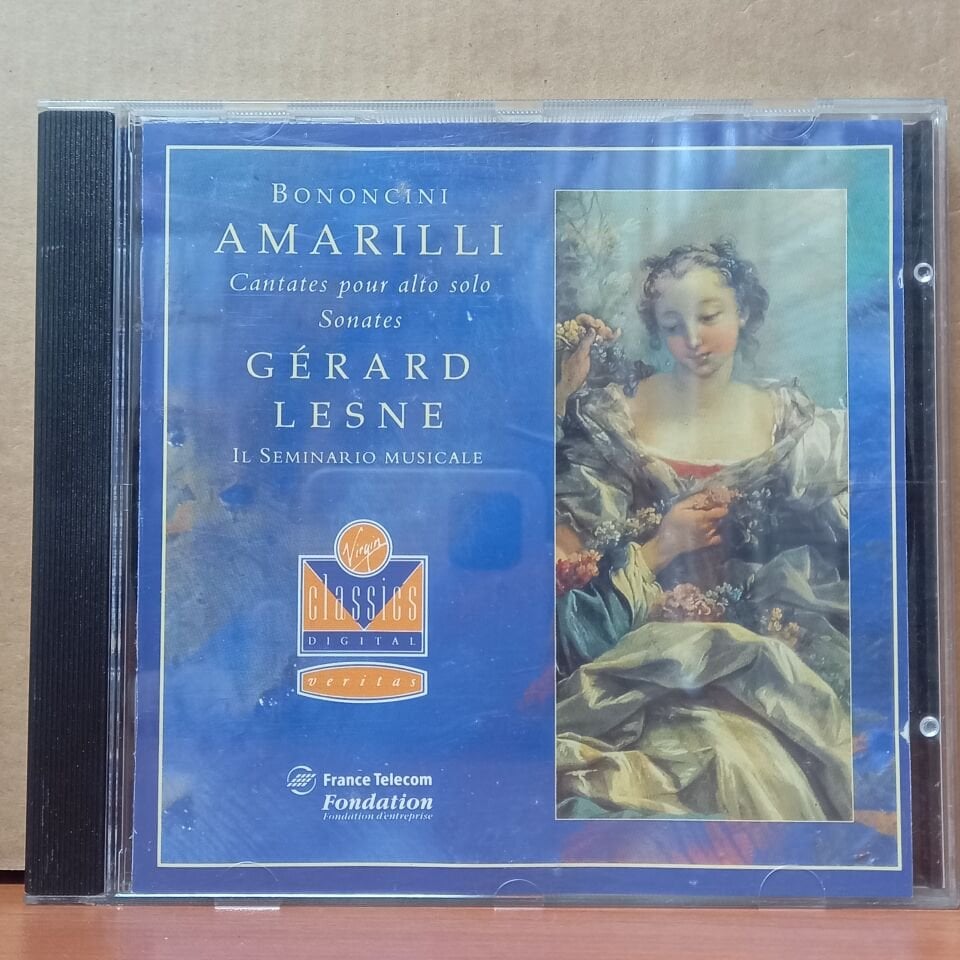 BONONCINI
AMARILLI
Cantates pour alto solo
Sonates
GÉRARD
LESNE
IL SEMINARIO MUSICALE
Virgin
classics
DIGITAL
veritas
France Telecom
Fondation
Fondation d'entreprise